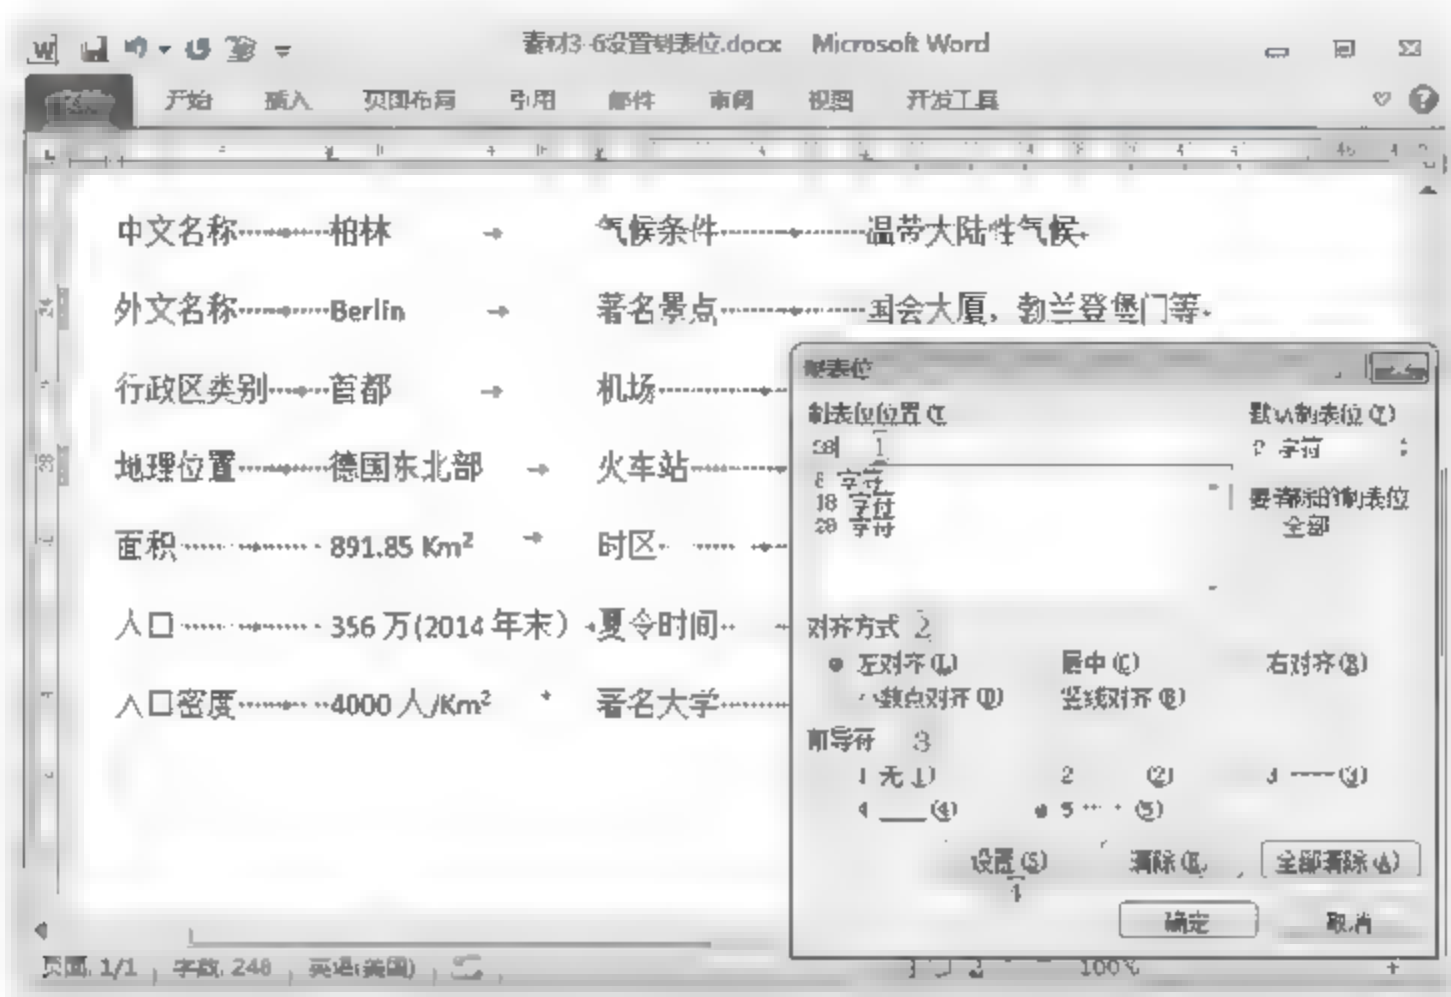 素材3-6设置制表位.docx Microsoft Word
开始 插入 页面布局 引用 邮件 审阅 视图 开发工具
中文名称 柏林 气候条件 温带大陆性气候
外文名称 Berlin 著名景点 国会大厦，勃兰登堡门等
行政区类别 首都 机场
地理位置 德国东北部 火车站
面积 891.85 Km² 时区
人口 356 万(2014 年末) 夏令时间
人口密度 4000 人/Km² 著名大学
制表位
制表位位置(T) 默认制表位(F)
38 1 2 字符
8 字符
18 字符
28 字符
要清除的制表位
全部
对齐方式 2
左对齐(L) 居中(C) 右对齐(R)
小数点对齐(D) 竖线对齐(B)
前导符 3
1 无(1) 2 (2) 3 ----(3)
4 ___(4) 5 ······(5)
设置(S) 清除(E) 全部清除(A)
4
确定 取消
页面: 1/1 字数: 248 英语(美国) 100%